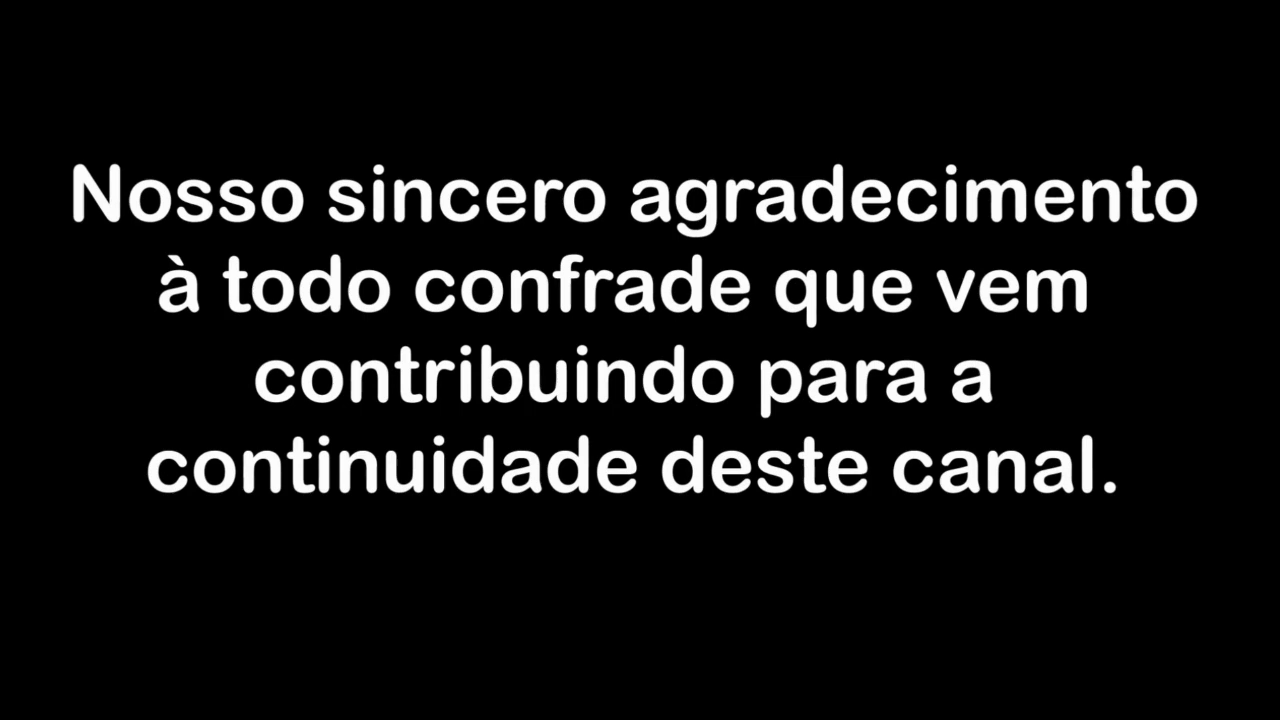 Nosso sincero agradecimento
à todo confrade que vem
contribuindo para a
continuidade deste canal.